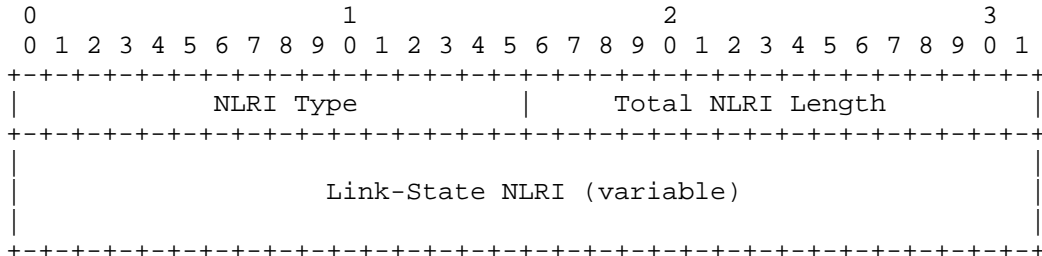 0                   1                   2                   3
0 1 2 3 4 5 6 7 8 9 0 1 2 3 4 5 6 7 8 9 0 1 2 3 4 5 6 7 8 9 0 1
+-+-+-+-+-+-+-+-+-+-+-+-+-+-+-+-+-+-+-+-+-+-+-+-+-+-+-+-+-+-+-+-+
|            NLRI Type          |     Total NLRI Length         |
+-+-+-+-+-+-+-+-+-+-+-+-+-+-+-+-+-+-+-+-+-+-+-+-+-+-+-+-+-+-+-+-+
|                                                               |
|                  Link-State NLRI (variable)                   |
|                                                               |
+-+-+-+-+-+-+-+-+-+-+-+-+-+-+-+-+-+-+-+-+-+-+-+-+-+-+-+-+-+-+-+-+